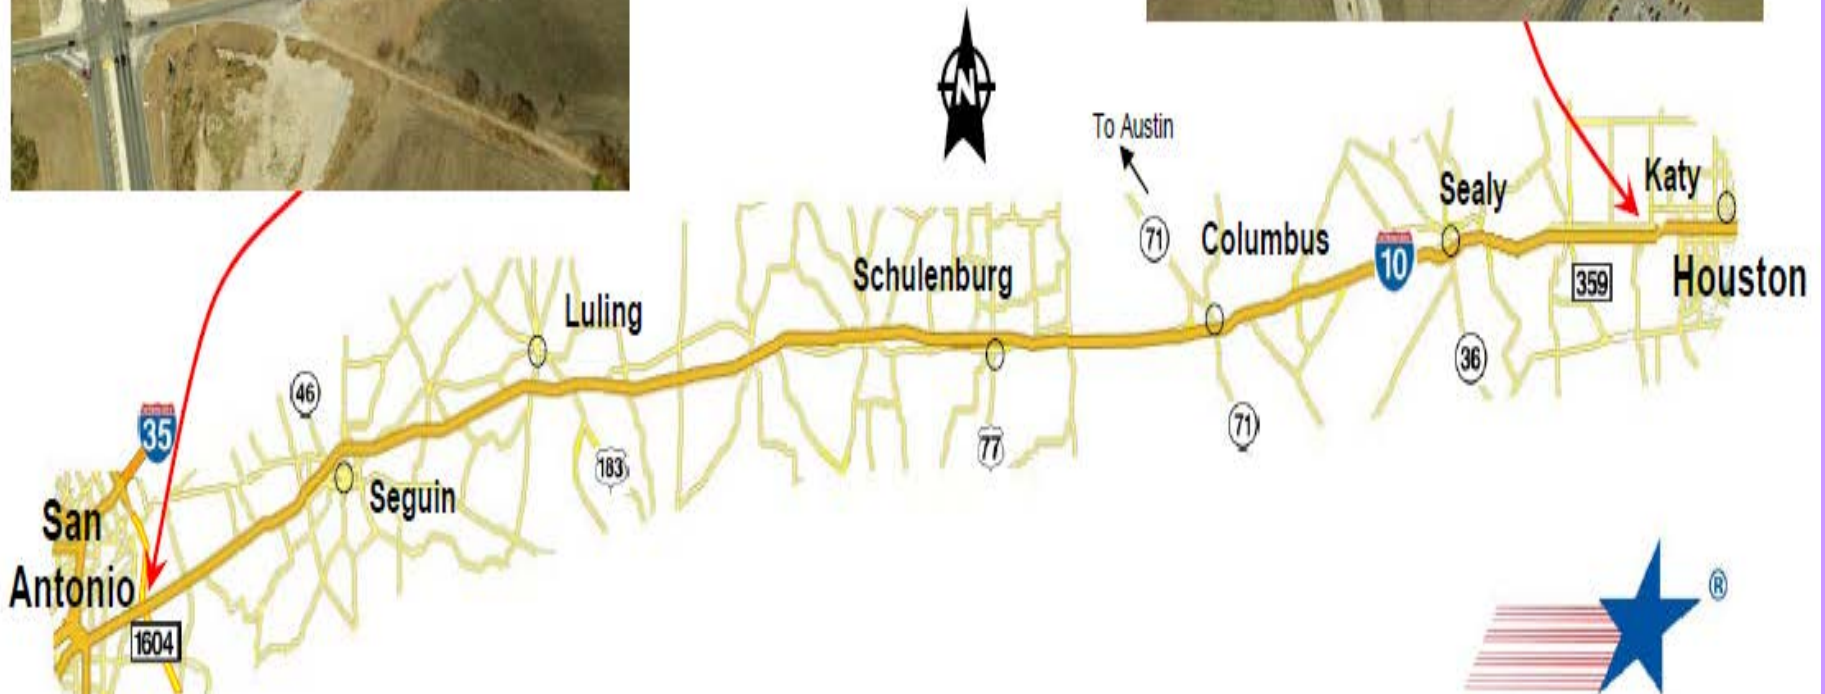 N
To Austin
Katy
Sealy
71
Columbus
10
Schulenburg
359
Houston
Luling
36
46
35
71
77
183
Seguin
San
Antonio
®
1604